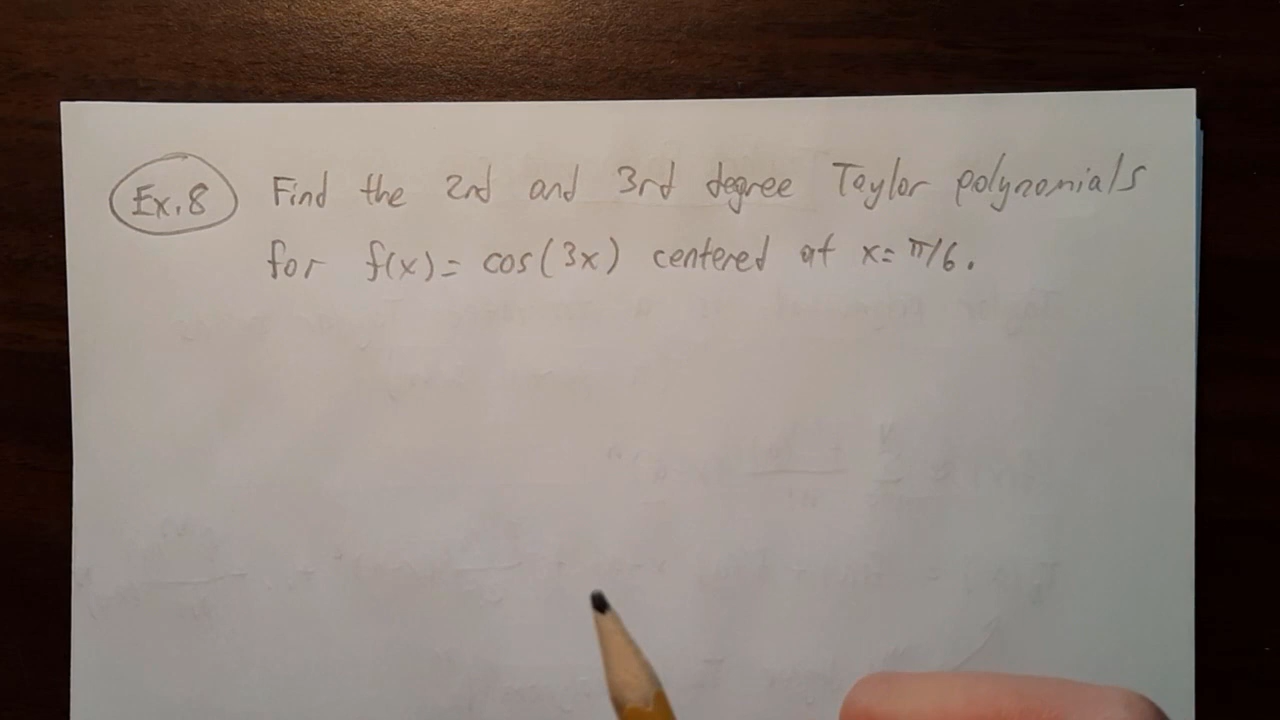 Ex. 8 Find the 2nd and 3rd degree Taylor polynomials
for f(x) = cos(3x) centered at x = π/6.